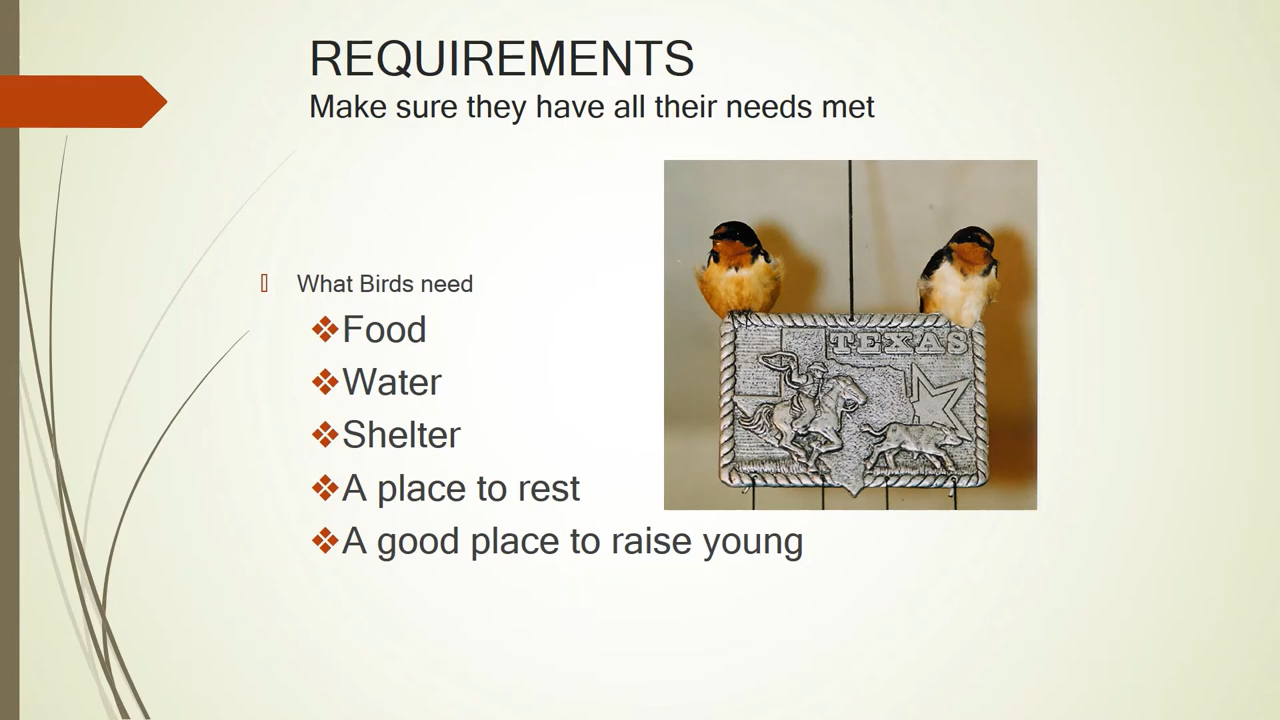 REQUIREMENTS
Make sure they have all their needs met
What Birds need
Food
Water
Shelter
A place to rest
A good place to raise young
TEXAS